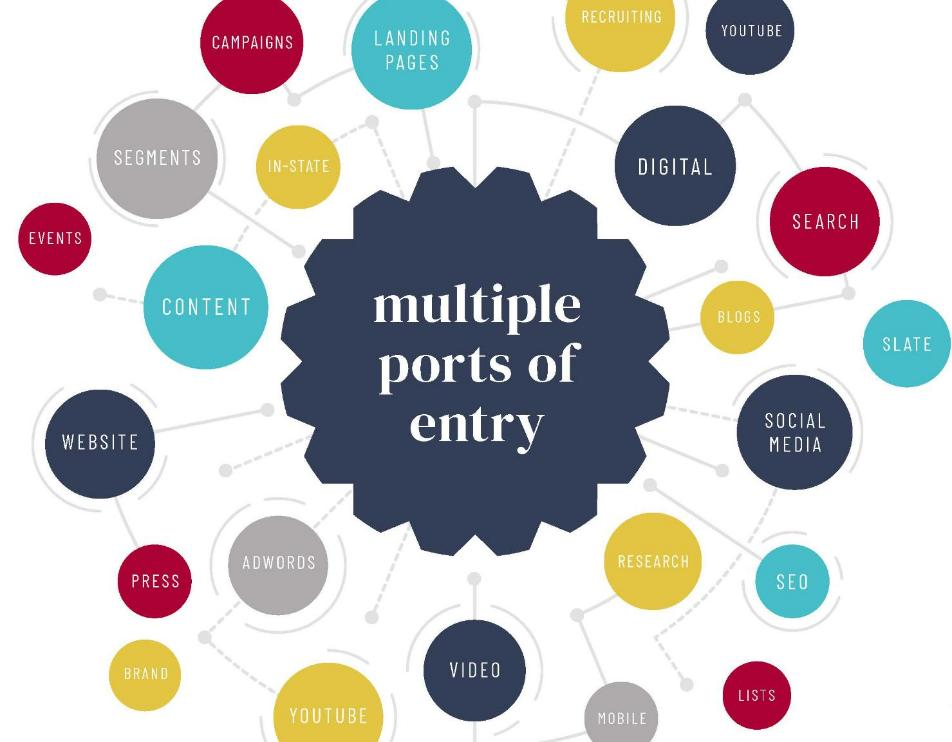 RECRUITING
YOUTUBE
CAMPAIGNS
LANDING
PAGES
SEGMENTS
IN-STATE
DIGITAL
SEARCH
EVENTS
CONTENT
multiple
ports of
entry
BLOGS
SLATE
WEBSITE
SOCIAL
MEDIA
ADWORDS
RESEARCH
PRESS
SEO
BRAND
VIDEO
LISTS
YOUTUBE
MOBILE